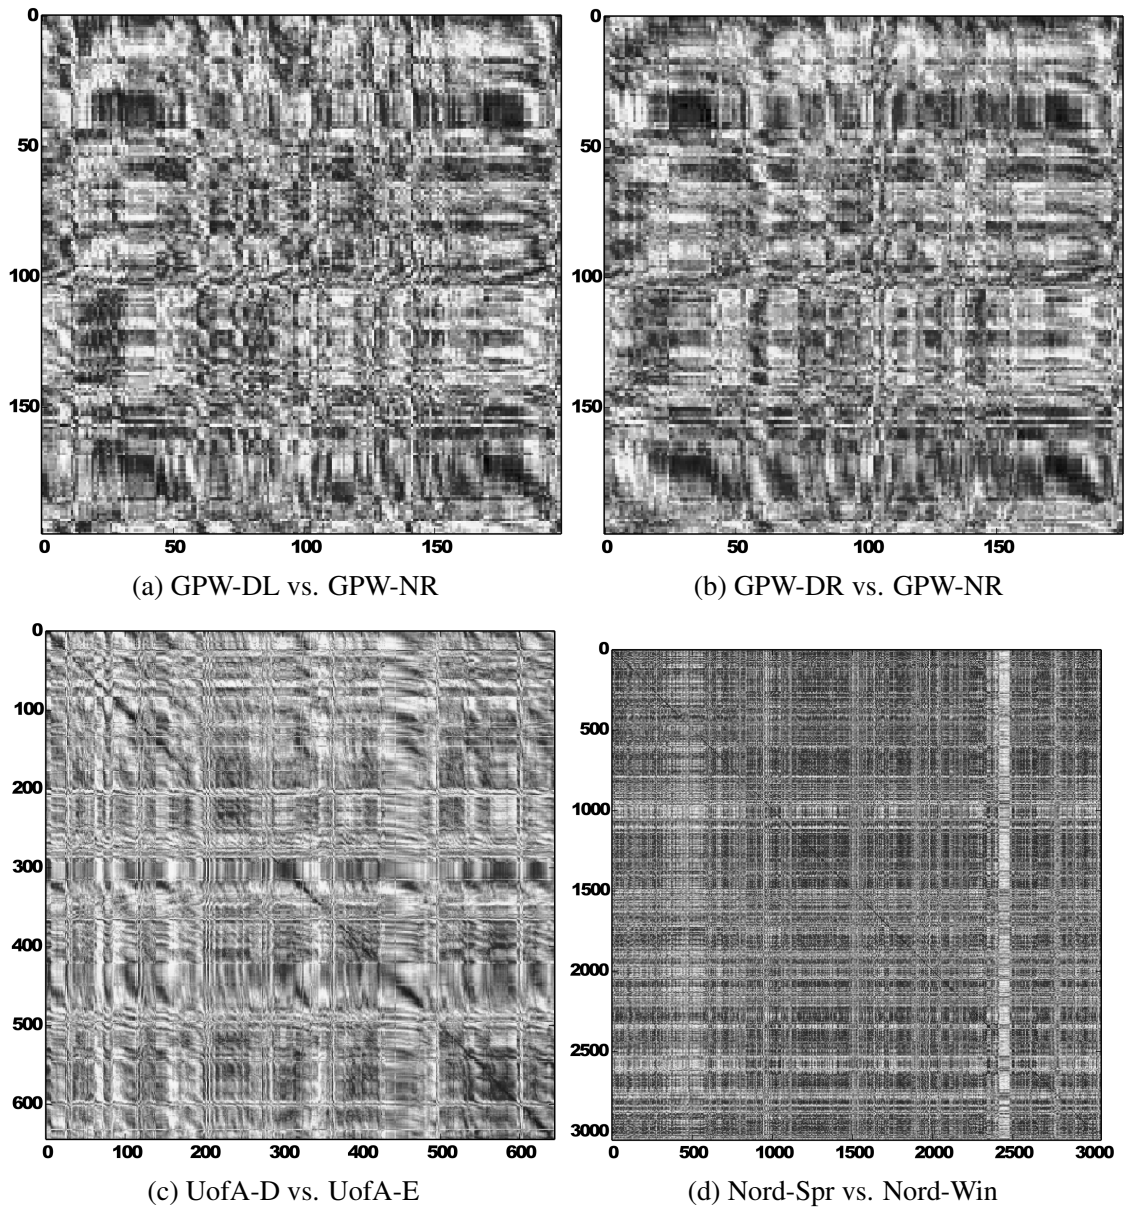 0
50
100
150
0 50 100 150
(a) GPW-DL vs. GPW-NR
0
50
100
150
0 50 100 150
(b) GPW-DR vs. GPW-NR
0
100
200
300
400
500
600
0 100 200 300 400 500 600
(c) UofA-D vs. UofA-E
0
500
1000
1500
2000
2500
3000
0 500 1000 1500 2000 2500 3000
(d) Nord-Spr vs. Nord-Win